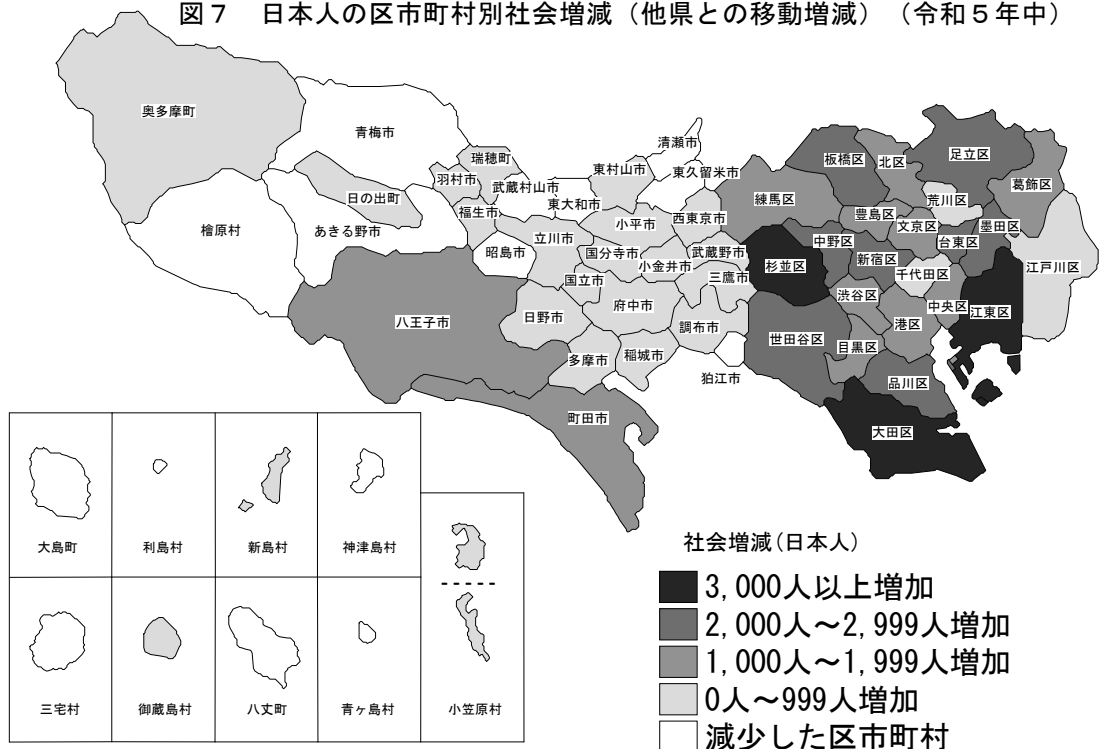 図７　日本人の区市町村別社会増減（他県との移動増減）（令和５年中）
奥多摩町
青梅市
瑞穂町
羽村市
日の出町
武蔵村山市
福生市
東大和市
東村山市
清瀬市
東久留米市
檜原村
あきる野市
昭島市
立川市
小平市
西東京市
国分寺市
小金井市
武蔵野市
三鷹市
国立市
府中市
八王子市
日野市
調布市
多摩市
稲城市
狛江市
町田市
板橋区
北区
足立区
葛飾区
練馬区
荒川区
豊島区
文京区
墨田区
中野区
台東区
新宿区
杉並区
千代田区
江戸川区
渋谷区
中央区
江東区
港区
世田谷区
目黒区
品川区
大田区
大島町
利島村
新島村
神津島村
三宅村
御蔵島村
八丈町
青ヶ島村
小笠原村
社会増減(日本人)
3,000人以上増加
2,000人～2,999人増加
1,000人～1,999人増加
0人～999人増加
減少した区市町村